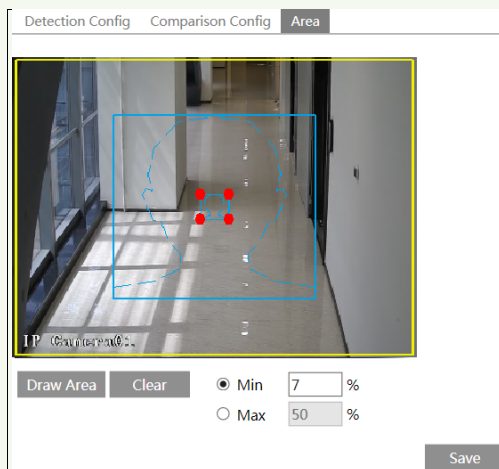 Detection Config Comparison Config Area
IP Camera01
Draw Area Clear Min 7 %
Max 50 %
Save